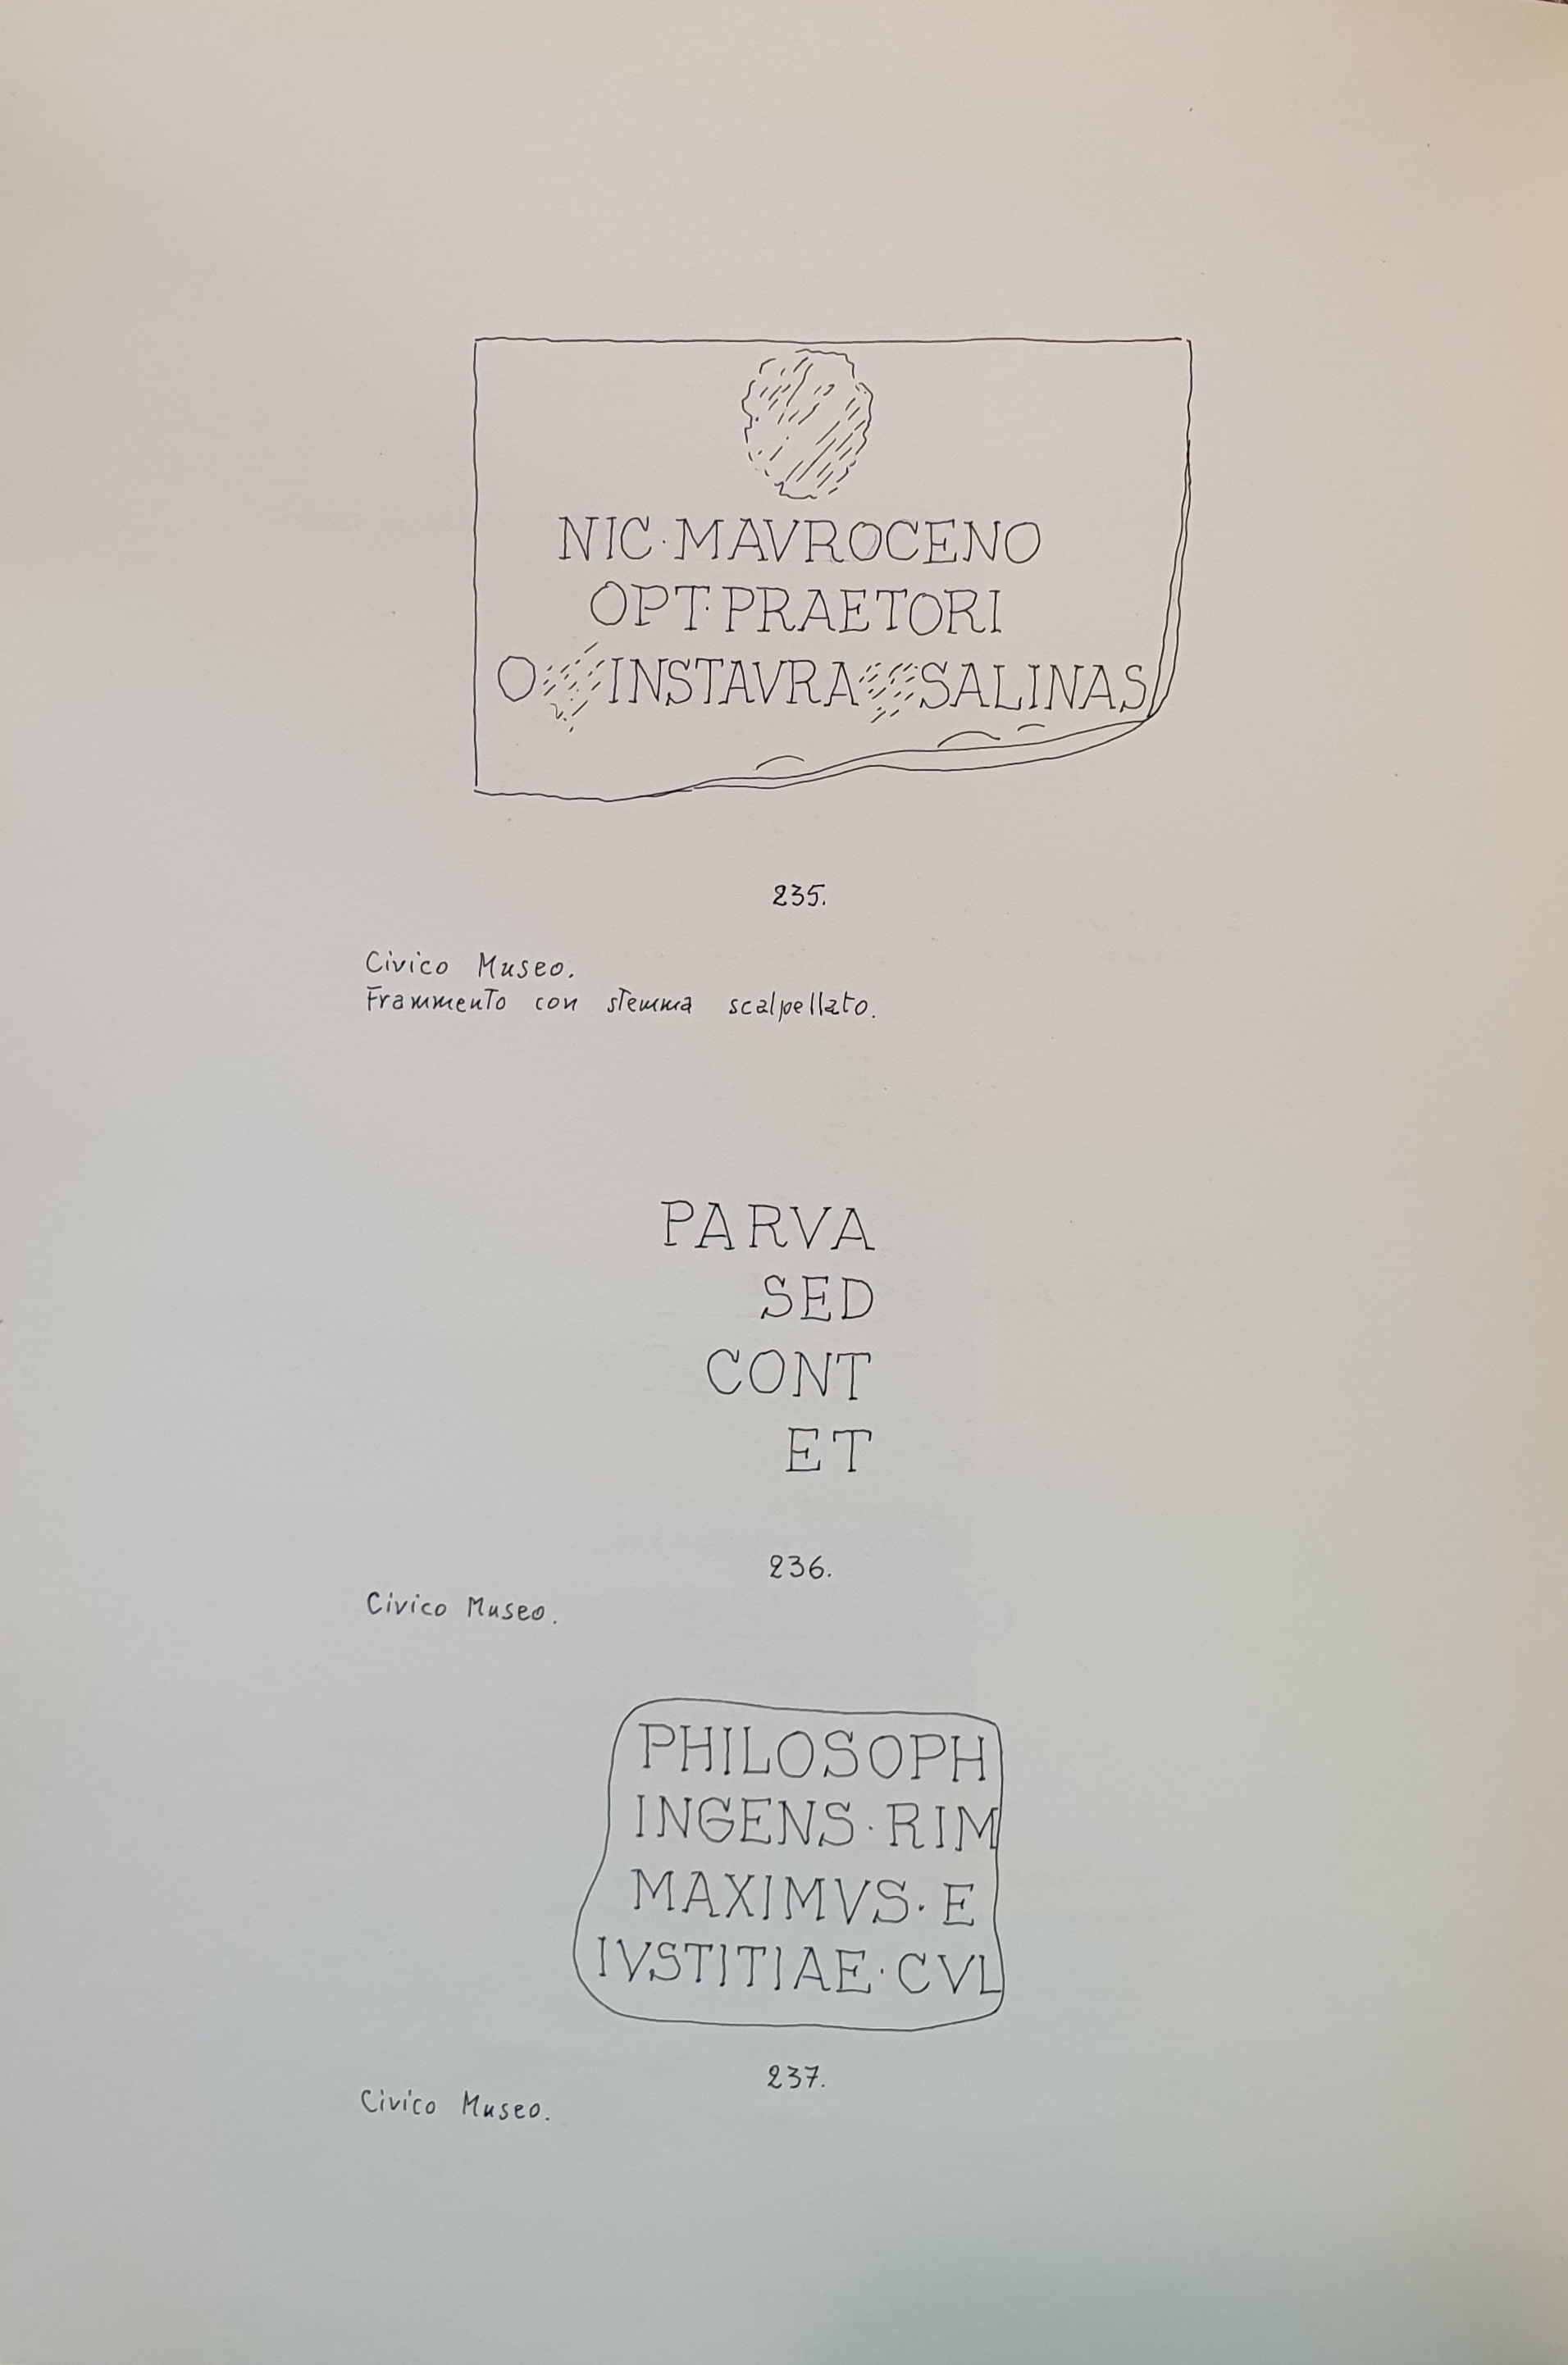 NIC·MAVROCENO
OPT·PRAETORI
O INSTAVRA SALINAS
235.
Civico Museo.
Frammento con stemma scalpellato.
PARVA
SED
CONT
ET
236.
Civico Museo.
PHILOSOPH
INGENS·RIM
MAXIMVS·E
IVSTITIAE·CVL
237.
Civico Museo.